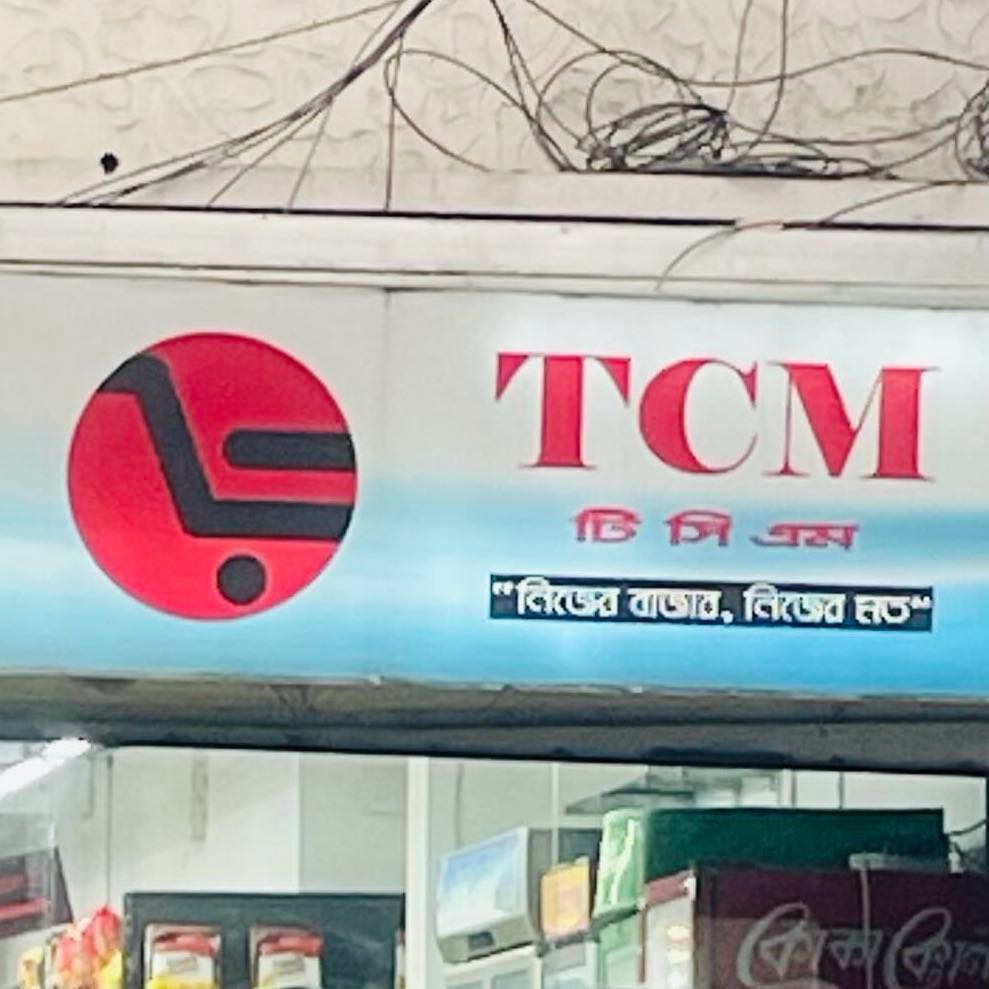 TCM
টি সি এম
"নিজের বাজার, নিজের মত"
কোকা কোলা